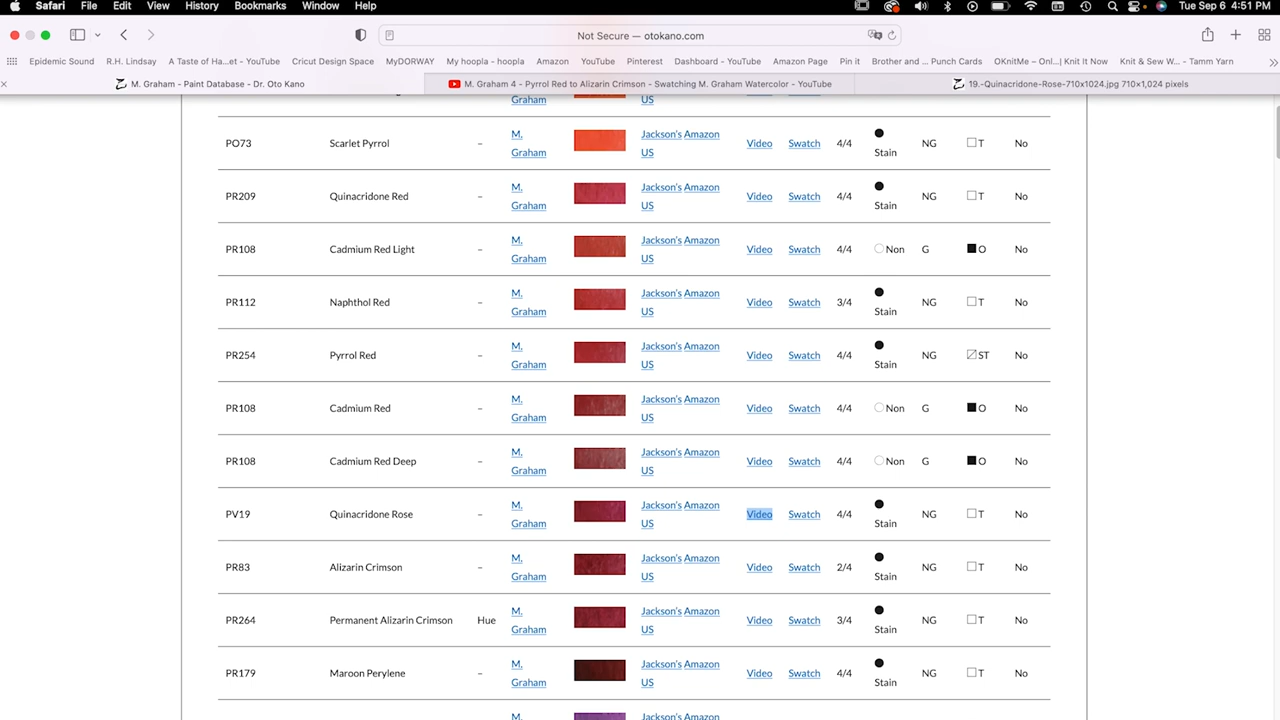 Safari File Edit View History Bookmarks Window Help Tue Sep 6 4:51 PM
Not Secure — otokano.com
Epidemic Sound R.H. Lindsay A Taste of Ha...et - YouTube Cricut Design Space MyDORWAY My hoopla - hoopla Amazon YouTube Pinterest Dashboard - YouTube Amazon Page Pin it Brother and ... Punch Cards OKnitMe – Onl...| Knit It Now Knit & Sew W... - Tamm Yarn
M. Graham - Paint Database - Dr. Oto Kano M. Graham 4 - Pyrrol Red to Alizarin Crimson - Swatching M. Graham Watercolor - YouTube 19.-Quinacridone-Rose-710x1024.jpg 710×1,024 pixels
Graham US
PO73 Scarlet Pyrrol – M. Graham Jackson's Amazon US Video Swatch 4/4 Stain NG T No
PR209 Quinacridone Red – M. Graham Jackson's Amazon US Video Swatch 4/4 Stain NG T No
PR108 Cadmium Red Light – M. Graham Jackson's Amazon US Video Swatch 4/4 Non G O No
PR112 Naphthol Red – M. Graham Jackson's Amazon US Video Swatch 3/4 Stain NG T No
PR254 Pyrrol Red – M. Graham Jackson's Amazon US Video Swatch 4/4 Stain NG ST No
PR108 Cadmium Red – M. Graham Jackson's Amazon US Video Swatch 4/4 Non G O No
PR108 Cadmium Red Deep – M. Graham Jackson's Amazon US Video Swatch 4/4 Non G O No
PV19 Quinacridone Rose – M. Graham Jackson's Amazon US Video Swatch 4/4 Stain NG T No
PR83 Alizarin Crimson – M. Graham Jackson's Amazon US Video Swatch 2/4 Stain NG T No
PR264 Permanent Alizarin Crimson Hue M. Graham Jackson's Amazon US Video Swatch 3/4 Stain NG T No
PR179 Maroon Perylene – M. Graham Jackson's Amazon US Video Swatch 4/4 Stain NG T No
M. Jackson's Amazon